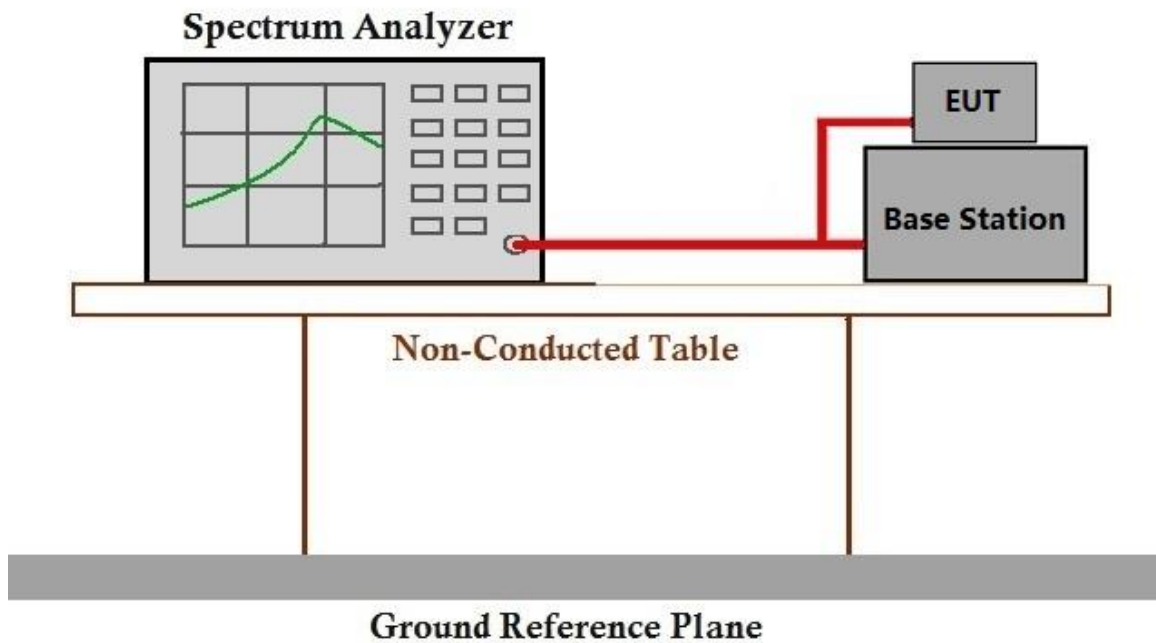 Spectrum Analyzer
EUT
Base Station
Non-Conducted Table
Ground Reference Plane